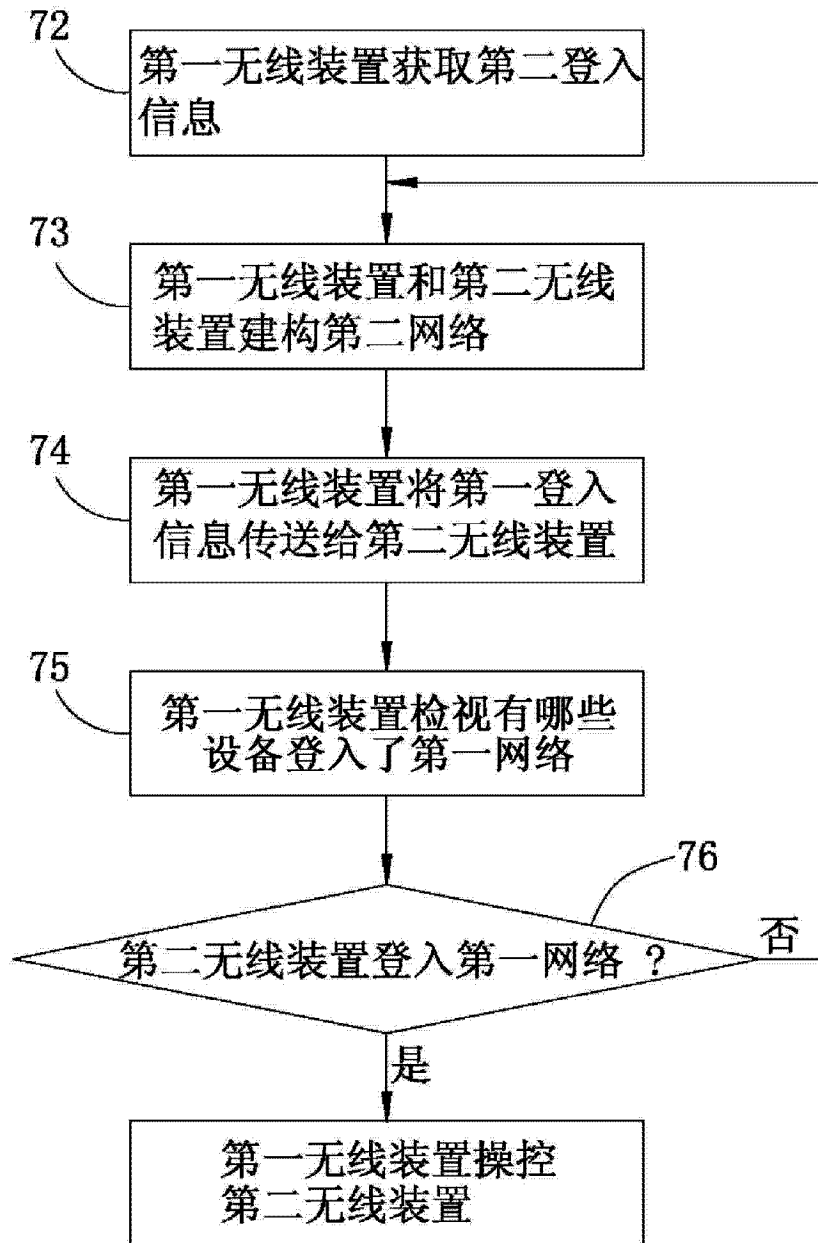 72
第一无线装置获取第二登入
信息
73
第一无线装置和第二无线
装置建构第二网络
74
第一无线装置将第一登入
信息传送给第二无线装置
75
第一无线装置检视有哪些
设备登入了第一网络
76
第二无线装置登入第一网络 ?
否
是
第一无线装置操控
第二无线装置